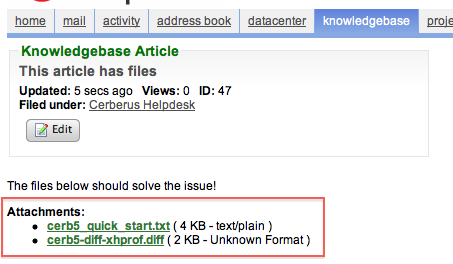 home mail activity address book datacenter knowledgebase proje
Knowledgebase Article
This article has files
Updated: 5 secs ago Views: 0 ID: 47
Filed under: Cerberus Helpdesk
Edit
The files below should solve the issue!
Attachments:
cerb5_quick_start.txt ( 4 KB - text/plain )
cerb5-diff-xhprof.diff ( 2 KB - Unknown Format )